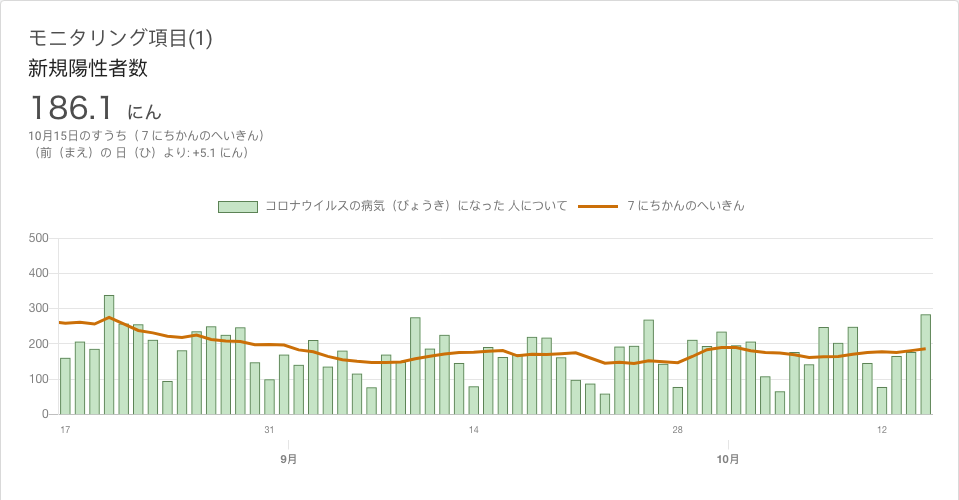 モニタリング項目(1)
新規陽性者数
186.1 にん
10月15日のすうち（７にちかんのへいきん）
（前（まえ）の 日（ひ）より: +5.1 にん）
コロナウイルスの病気（びょうき）になった 人について ７にちかんのへいきん
500
400
300
200
100
0
17 31 14 28 12
9月 10月